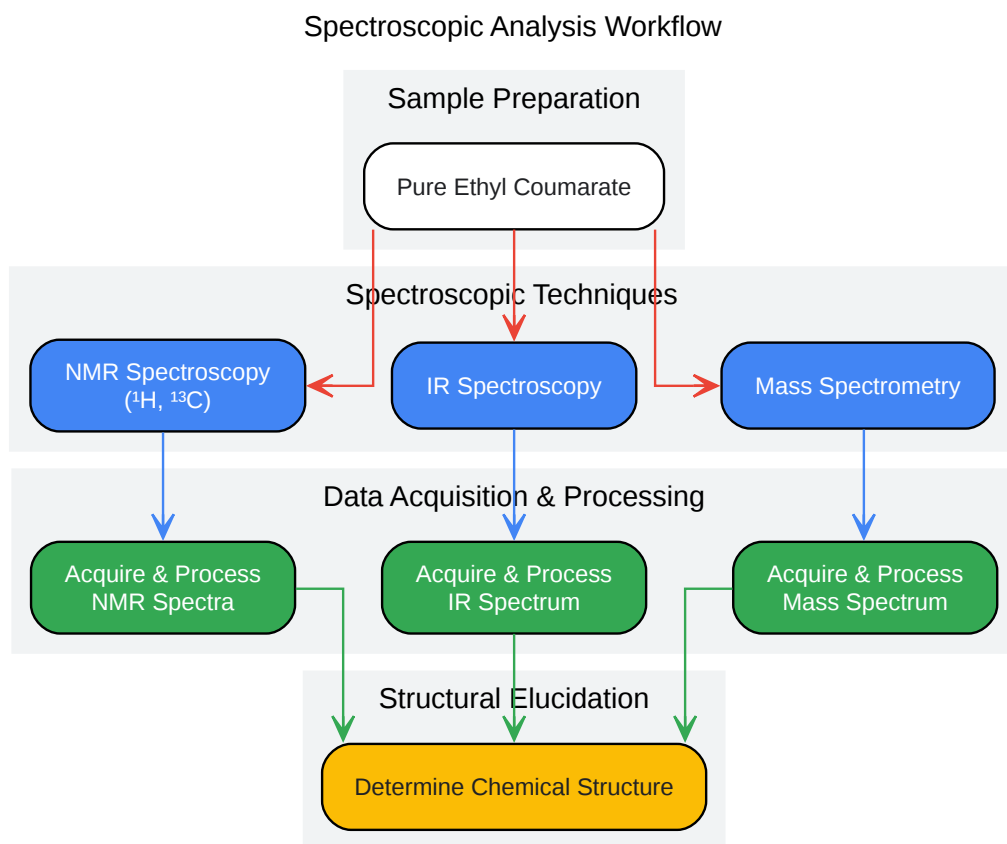 Spectroscopic Analysis Workflow
Sample Preparation
Pure Ethyl Coumarate
Spectroscopic Techniques
NMR Spectroscopy
(¹H, ¹³C)
IR Spectroscopy
Mass Spectrometry
Data Acquisition & Processing
Acquire & Process
NMR Spectra
Acquire & Process
IR Spectrum
Acquire & Process
Mass Spectrum
Structural Elucidation
Determine Chemical Structure